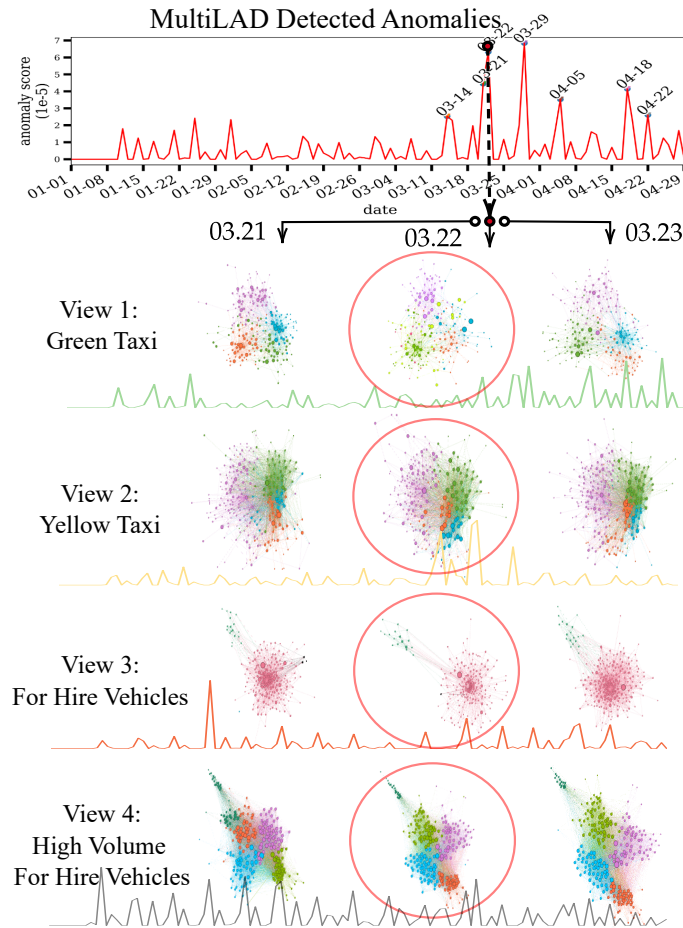 MultiLAD Detected Anomalies
anomaly score
(1e-5)
7
6
5
4
3
2
1
0
03-14
03-21
03-22
03-29
04-05
04-18
04-22
01-01
01-08
01-15
01-22
01-29
02-05
02-12
02-19
02-26
03-04
03-11
03-18
03-25
04-01
04-08
04-15
04-22
04-29
date
03.21
03.22
03.23
View 1:
Green Taxi
View 2:
Yellow Taxi
View 3:
For Hire Vehicles
View 4:
High Volume
For Hire Vehicles